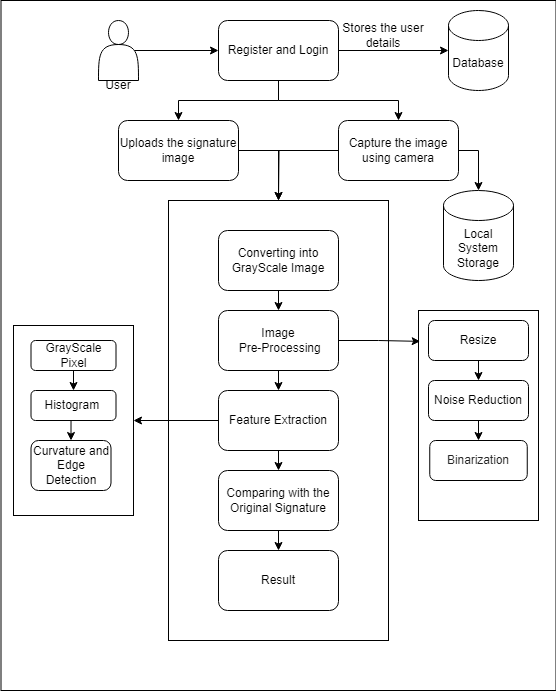 Stores the user
details
Register and Login
Database
User
Uploads the signature
image
Capture the image
using camera
Local
System
Storage
Converting into
GrayScale Image
Image
Pre-Processing
Feature Extraction
Comparing with the
Original Signature
Result
GrayScale
Pixel
Histogram
Curvature and
Edge
Detection
Resize
Noise Reduction
Binarization